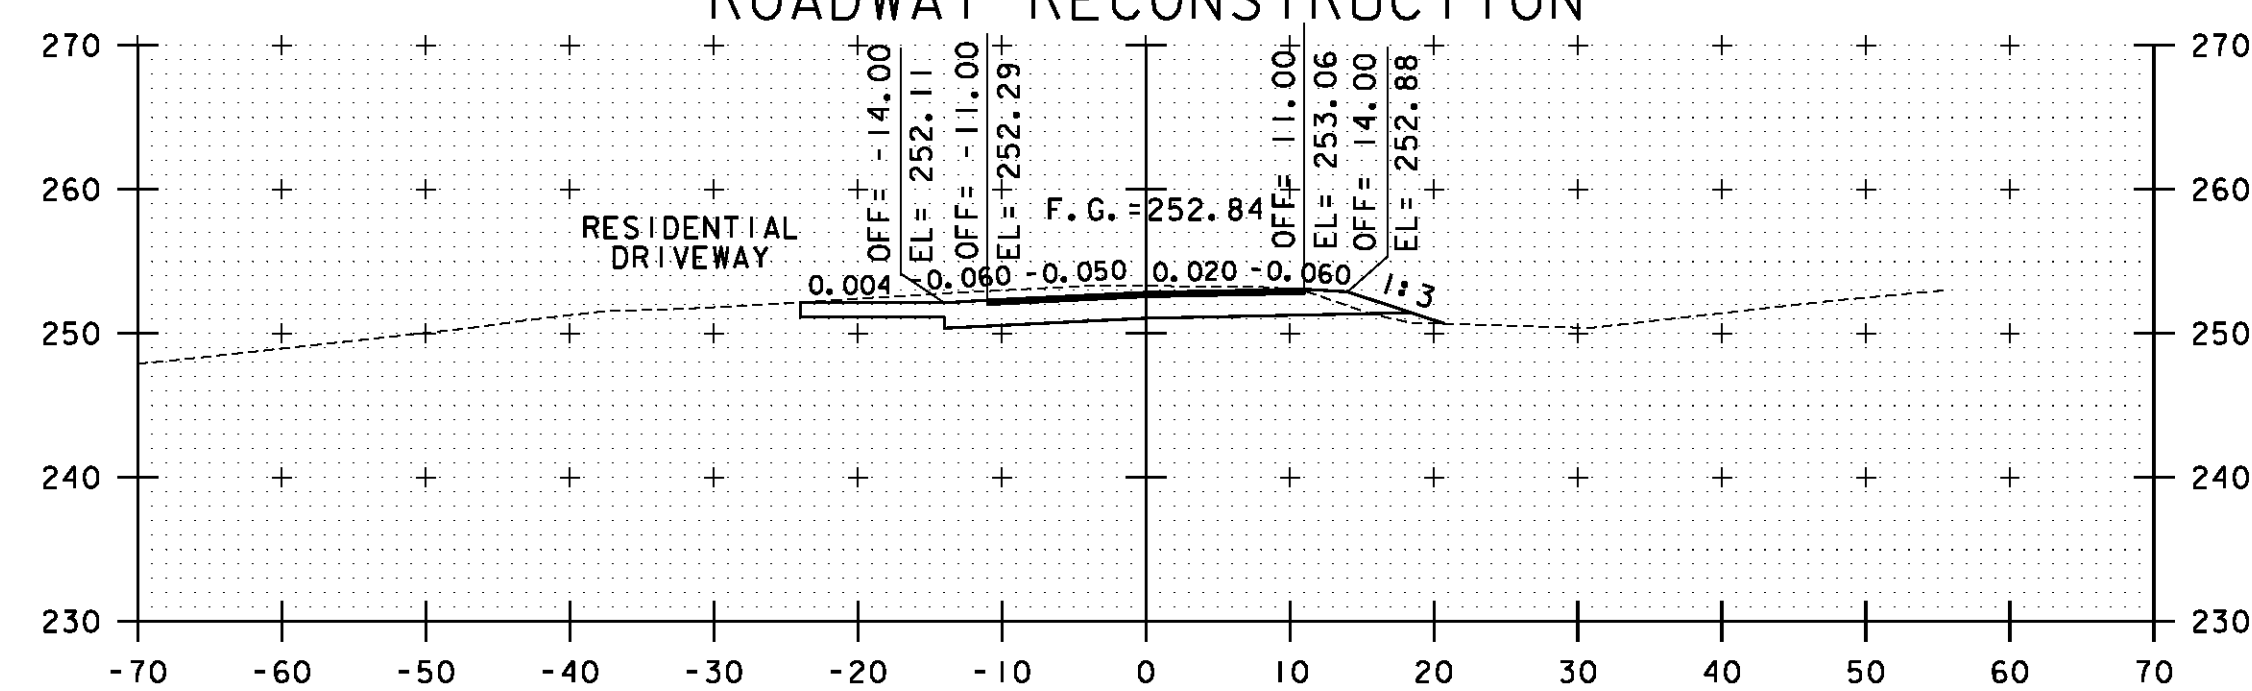 ROADWAY RECONSTRUCTION
270
270
OFF= -14.00
EL= 252.11
OFF= -11.00
EL= 252.29
OFF= 11.00
EL= 253.06
OFF= 14.00
EL= 252.88
260
260
F.G.=252.84
RESIDENTIAL
DRIVEWAY
0.004 -0.060 -0.050 0.020 -0.060 1:3
250
250
240
240
230
230
-70 -60 -50 -40 -30 -20 -10 0 10 20 30 40 50 60 70